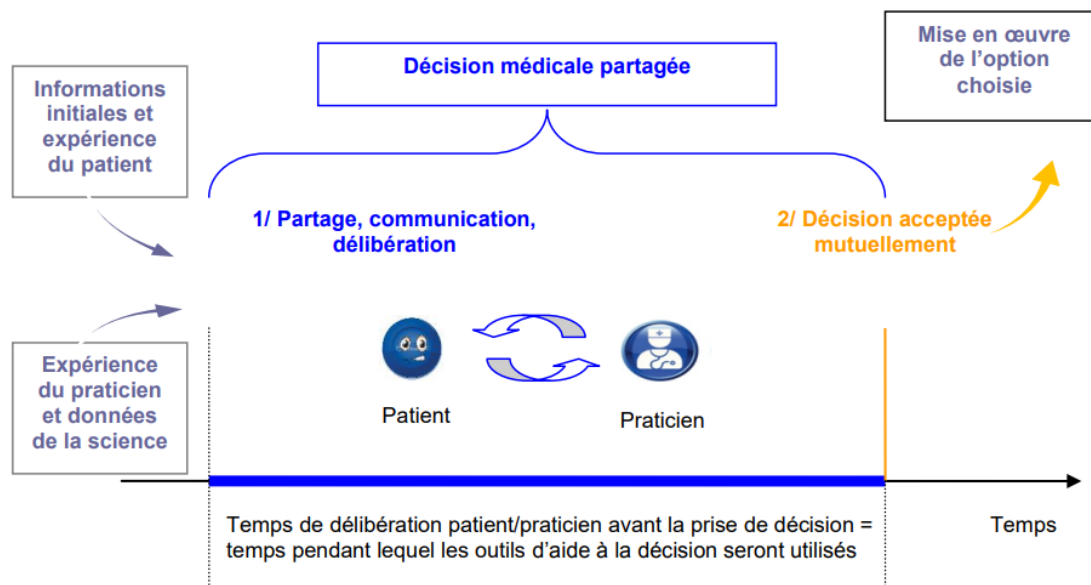 Mise en œuvre
de l’option
choisie
Décision médicale partagée
Informations
initiales et
expérience
du patient
1/ Partage, communication,
délibération
2/ Décision acceptée
mutuellement
Expérience
du praticien
et données
de la science
Patient
Praticien
Temps de délibération patient/praticien avant la prise de décision =
temps pendant lequel les outils d’aide à la décision seront utilisés
Temps